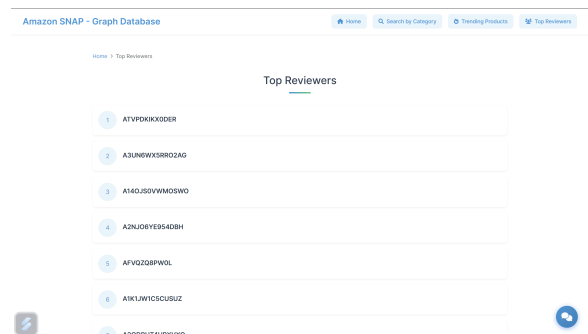 Amazon SNAP - Graph Database
Home
Search by Category
Trending Products
Top Reviewers
Home > Top Reviewers
Top Reviewers
1 ATVPDKIKX0DER
2 A3UN6WX5RRO2AG
3 A14OJS0VWMOSWO
4 A2NJO6YE954DBH
5 AFVQZQ8PW0L
6 A1K1JW1C5CUSUZ